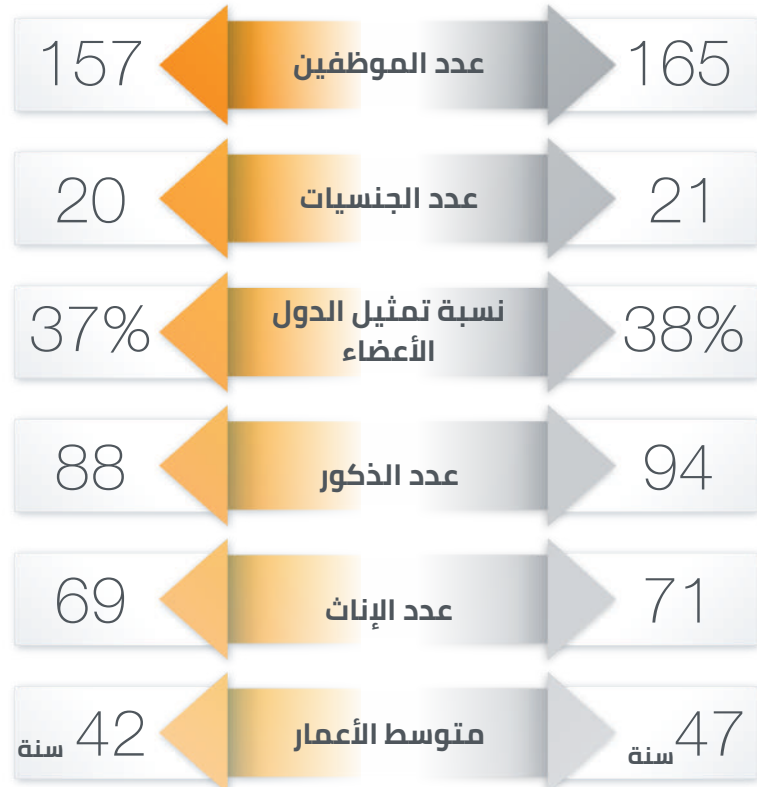 165 عدد الموظفين 157
21 عدد الجنسيات 20
38% نسبة تمثيل الدول 37%
الأعضاء
94 عدد الذكور 88
71 عدد الإناث 69
47 سنة متوسط الأعمار 42 سنة